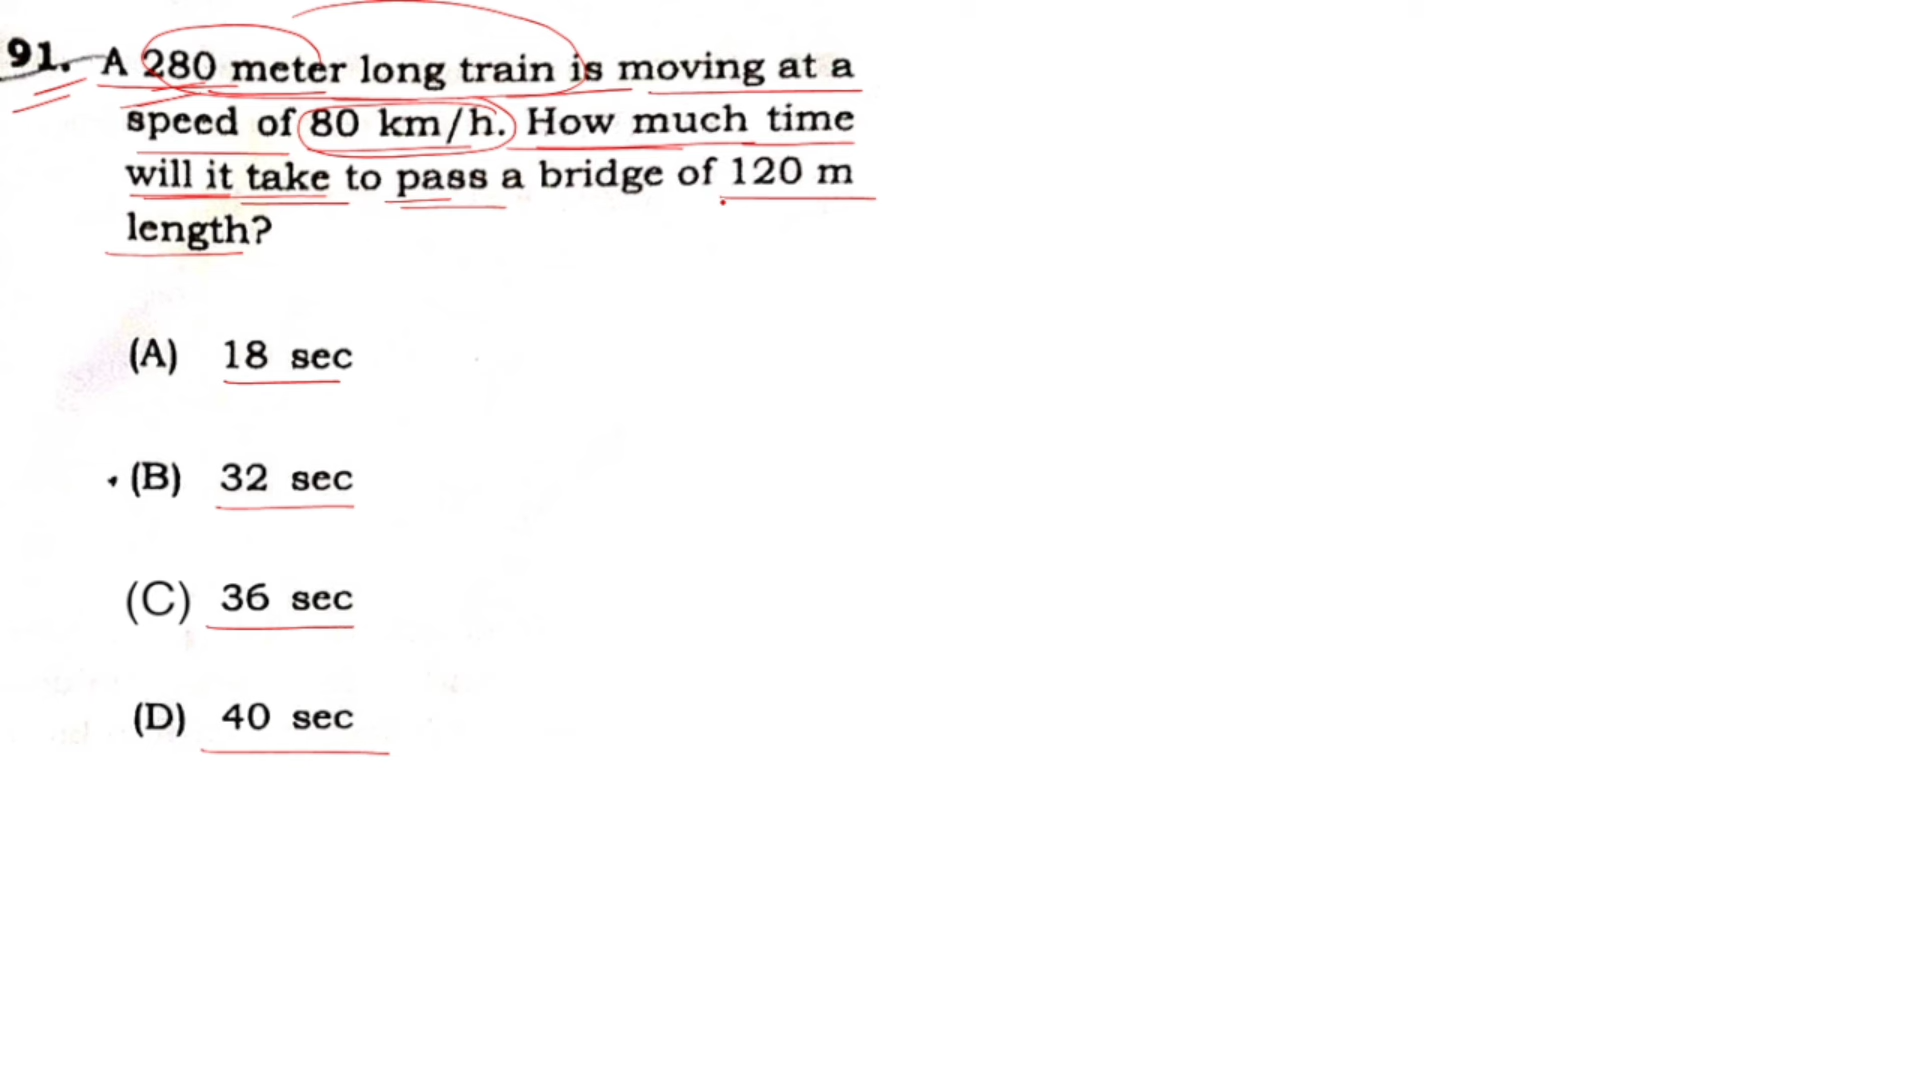 91. A 280 meter long train is moving at a
speed of 80 km/h. How much time
will it take to pass a bridge of 120 m
length?
(A) 18 sec
(B) 32 sec
(C) 36 sec
(D) 40 sec